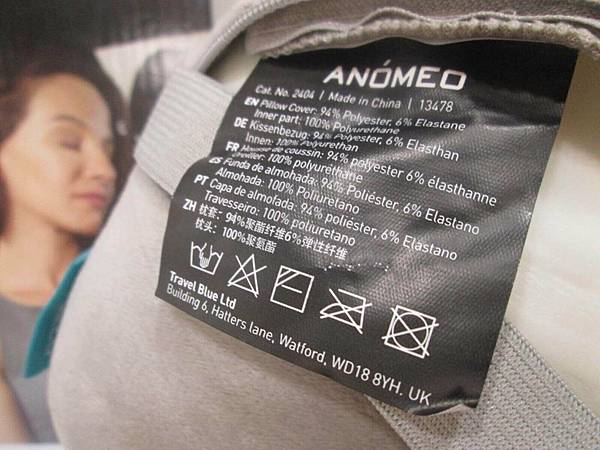 ANÓMEO
Cat. No. 2404 | Made in China | 13478
EN Pillow Cover: 94% Polyester, 6% Elastane
Inner part: 100% Polyurethane
DE Kissenbezug: 94% Polyester, 6% Elasthan
Innen: 100% Polyurethan
FR Housse de coussin: 94% polyester 6% élasthanne
Oreiller: 100% polyuréthane
ES Funda de almohada: 94% Poliéster, 6% Elastano
Almohada: 100% Poliuretano
PT Capa de almolada: 94% poliéster, 6% Elastano
Travesseiro: 100% poliuretano
ZH 枕套: 94%聚酯纤维6%弹性纤维
枕头: 100%聚氨酯
Travel Blue Ltd
Building 6, Hatters lane, Watford, WD18 8YH. UK